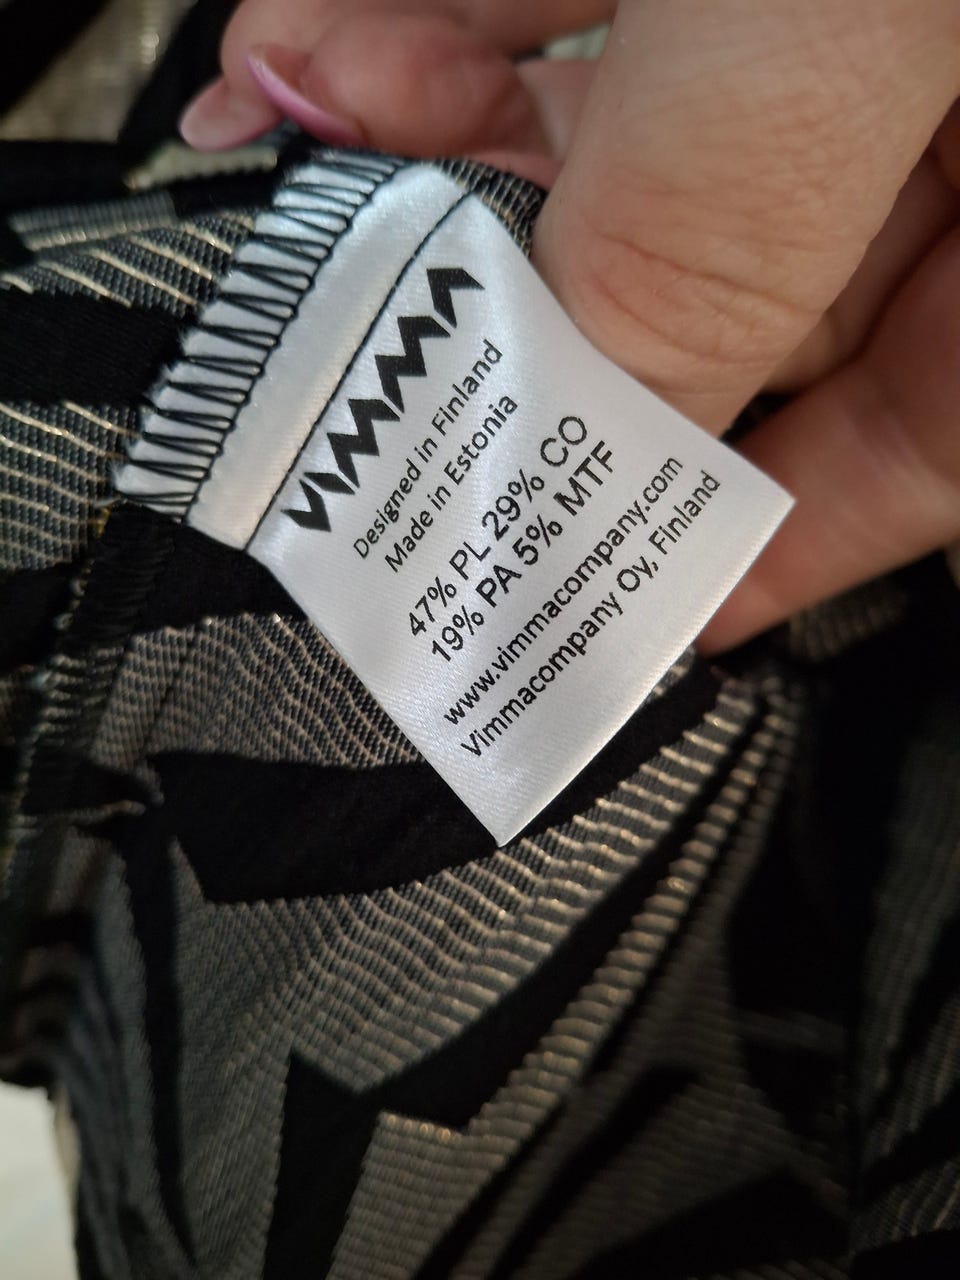 VIMMA
Designed in Finland
Made in Estonia
47% PL 29% CO
19% PA 5% MTF
www.vimmacompany.com
Vimmacompany Oy, Finland